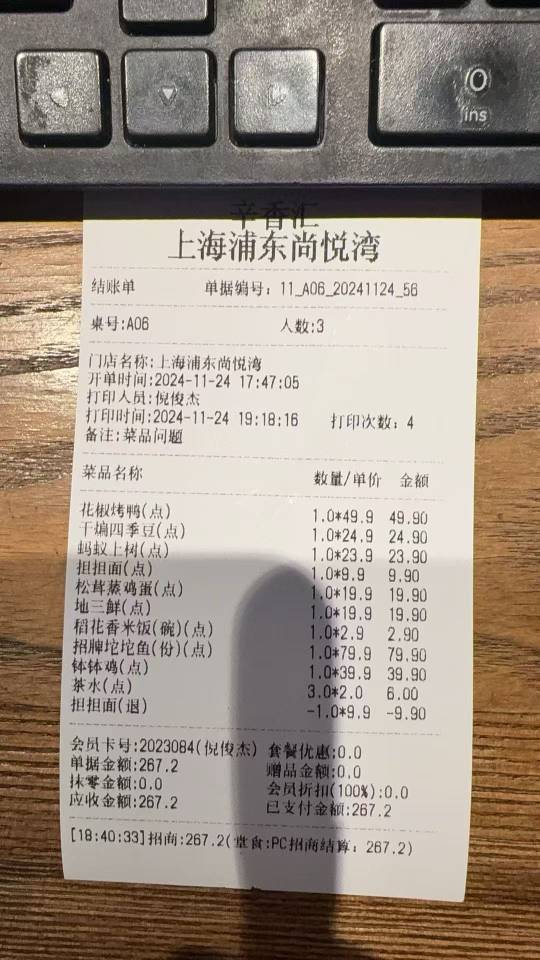 0
ins
辛香汇
上海浦东尚悦湾
结账单 单据编号：11_A06_20241124_56
桌号:A06 人数:3
门店名称:上海浦东尚悦湾
开单时间:2024-11-24 17:47:05
打印人员:倪俊杰
打印时间:2024-11-24 19:18:16 打印次数：4
备注:菜品问题
菜品名称 数量/单价 金额
花椒烤鸭(点) 1.0*49.9 49.90
干煸四季豆(点) 1.0*24.9 24.90
蚂蚁上树(点) 1.0*23.9 23.90
担担面(点) 1.0*9.9 9.90
松茸蒸鸡蛋(点) 1.0*19.9 19.90
地三鲜(点) 1.0*19.9 19.90
稻花香米饭(碗)(点) 1.0*2.9 2.90
招牌坨坨鱼(份)(点) 1.0*79.9 79.90
钵钵鸡(点) 1.0*39.9 39.90
茶水(点) 3.0*2.0 6.00
担担面(退) -1.0*9.9 -9.90
会员卡号:2023084(倪俊杰) 套餐优惠:0.0
单据金额:267.2 赠品金额:0.0
抹零金额:0.0 会员折扣(100%):0.0
应收金额:267.2 已支付金额:267.2
[18:40:33]招商:267.2(堂食:PC招商结算：267.2)